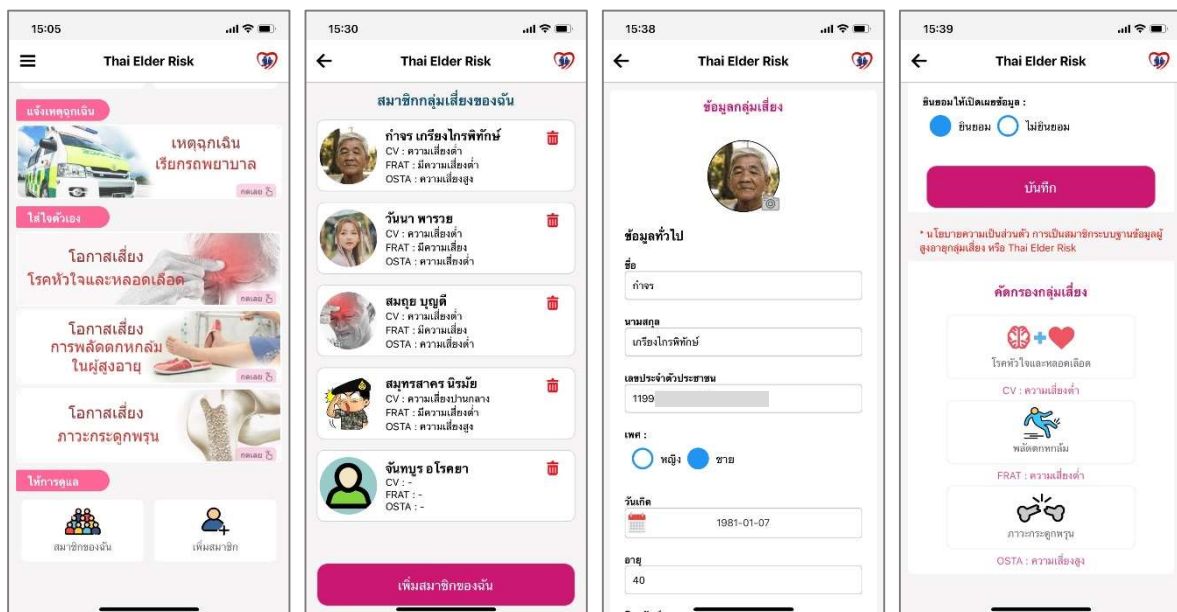 15:05
Thai Elder Risk
แจ้งเหตุฉุกเฉิน
เหตุฉุกเฉิน
เรียกรถพยาบาล
กดเลย
ใส่ใจตัวเอง
โอกาสเสี่ยง
โรคหัวใจและหลอดเลือด
กดเลย
โอกาสเสี่ยง
การพลัดตกหกล้ม
ในผู้สูงอายุ
กดเลย
โอกาสเสี่ยง
ภาวะกระดูกพรุน
กดเลย
ให้การดูแล
สมาชิกของฉัน
เพิ่มสมาชิก
15:30
Thai Elder Risk
สมาชิกกลุ่มเสี่ยงของฉัน
กำจร เกรียงไกรพิทักษ์
CV : ความเสี่ยงต่ำ
FRAT : มีความเสี่ยงต่ำ
OSTA : ความเสี่ยงสูง
วันนา พารวย
CV : ความเสี่ยงต่ำ
FRAT : มีความเสี่ยง
OSTA : ความเสี่ยงต่ำ
สมถุย บุญดี
CV : ความเสี่ยงต่ำ
FRAT : มีความเสี่ยง
OSTA : ความเสี่ยงต่ำ
สมุทรสาคร นิรมัย
CV : ความเสี่ยงปานกลาง
FRAT : มีความเสี่ยงต่ำ
OSTA : ความเสี่ยงสูง
จันทบูร อโรคยา
CV : -
FRAT : -
OSTA : -
เพิ่มสมาชิกของฉัน
15:38
Thai Elder Risk
ข้อมูลกลุ่มเสี่ยง
ข้อมูลทั่วไป
ชื่อ
กำจร
นามสกุล
เกรียงไกรพิทักษ์
เลขประจำตัวประชาชน
1199
เพศ :
หญิง ชาย
วันเกิด
1981-01-07
อายุ
40
15:39
Thai Elder Risk
ยินยอมให้เปิดเผยข้อมูล :
ยินยอม ไม่ยินยอม
บันทึก
* นโยบายความเป็นส่วนตัว การเป็นสมาชิกระบบฐานข้อมูลผู้
สูงอายุกลุ่มเสี่ยง หรือ Thai Elder Risk
คัดกรองกลุ่มเสี่ยง
โรคหัวใจและหลอดเลือด
CV : ความเสี่ยงต่ำ
พลัดตกหกล้ม
FRAT : ความเสี่ยงต่ำ
ภาวะกระดูกพรุน
OSTA : ความเสี่ยงสูง